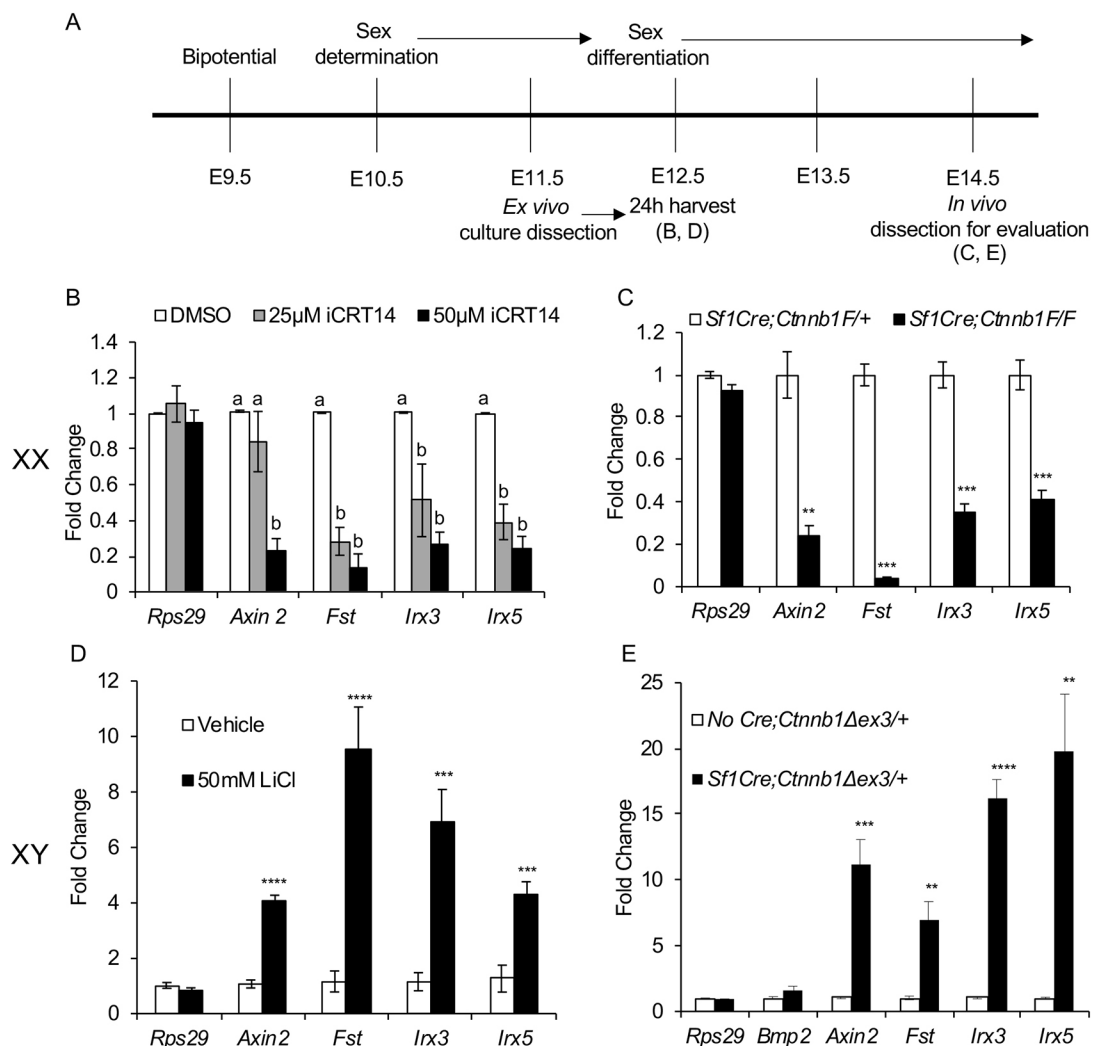 A
Sex
determination
Sex
differentiation
Bipotential
E9.5
E10.5
E11.5
E12.5
E13.5
E14.5
Ex vivo
culture dissection
24h harvest
(B, D)
In vivo
dissection for evaluation
(C, E)
XX
B
DMSO
25µM iCRT14
50µM iCRT14
Fold Change
1.4
1.2
1
0.8
0.6
0.4
0.2
0
a a b
a b b
a b b
a b b
Rps29 Axin 2 Fst Irx3 Irx5
C
Sf1Cre;Ctnnb1F/+
Sf1Cre;Ctnnb1F/F
Fold Change
1.2
1
0.8
0.6
0.4
0.2
0
** *** *** ***
Rps29 Axin2 Fst Irx3 Irx5
XY
D
Vehicle
50mM LiCl
Fold Change
12
10
8
6
4
2
0
**** **** *** ***
Rps29 Axin2 Fst Irx3 Irx5
E
No Cre;Ctnnb1Δex3/+
Sf1Cre;Ctnnb1Δex3/+
Fold Change
25
20
15
10
5
0
*** ** **** **
Rps29 Bmp2 Axin2 Fst Irx3 Irx5